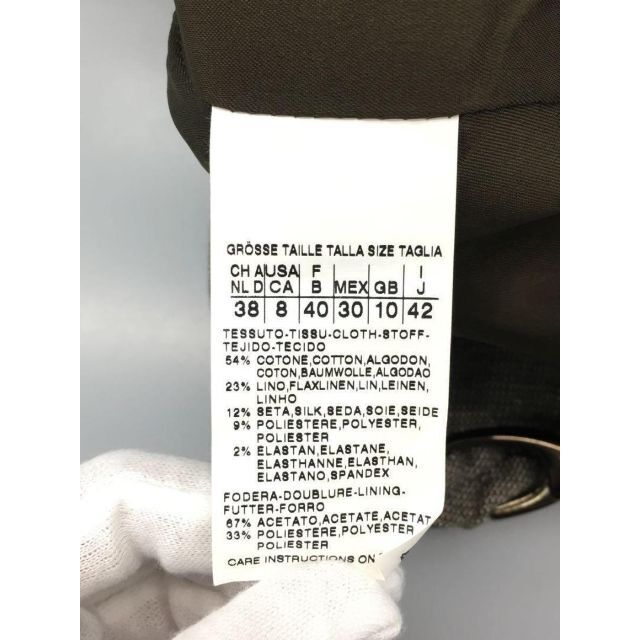 GRÖSSE TAILLE TALLA SIZE TAGLIA
CH A USA F I
NL D CA B MEX GB J
38 8 40 30 10 42
TESSUTO-TISSU-CLOTH-STOFF-
TEJIDO-TECIDO
54% COTONE,COTTON,ALGODON,
COTON,BAUMWOLLE,ALGODAO
23% LINO,FLAXLINEN,LIN,LEINEN,
LINHO
12% SETA,SILK,SEDA,SOIE,SEIDE
9% POLIESTERE,POLYESTER,
POLIESTER
2% ELASTAN,ELASTANE,
ELASTHANNE,ELASTHAN,
ELASTANO,SPANDEX
FODERA-DOUBLURE-LINING-
FUTTER-FORRO
67% ACETATO,ACETATE,ACETAT
33% POLIESTERE,POLYESTER
POLIESTER
CARE INSTRUCTIONS ON